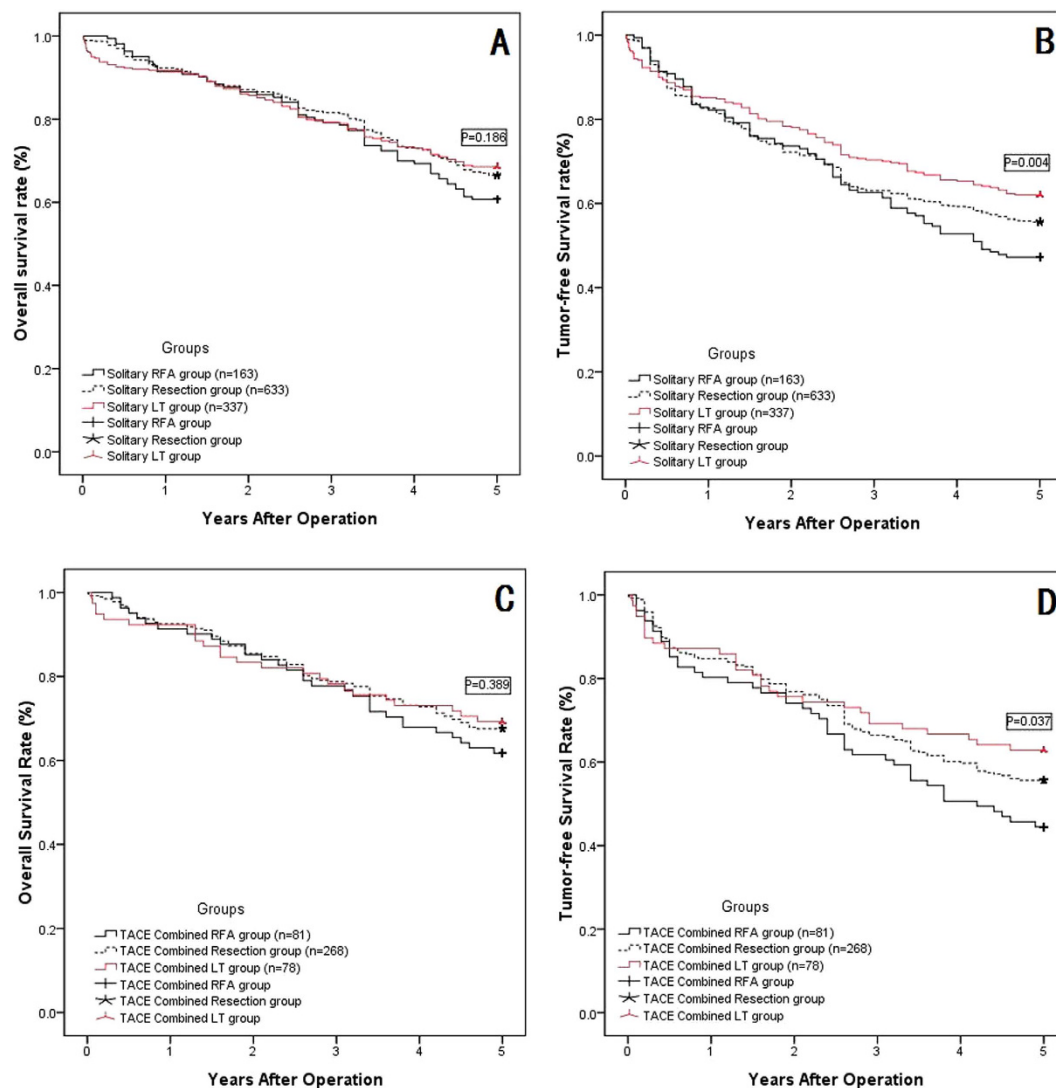 A
Overall survival rate (%)
1.0
0.8
0.6
0.4
0.2
0.0
P=0.186
Groups
Solitary RFA group (n=163)
Solitary Resection group (n=633)
Solitary LT group (n=337)
Solitary RFA group
Solitary Resection group
Solitary LT group
0 1 2 3 4 5
Years After Operation
B
Tumor-free Survival rate(%)
1.0
0.8
0.6
0.4
0.2
0.0
P=0.004
Groups
Solitary RFA group (n=163)
Solitary Resection group (n=633)
Solitary LT group (n=337)
Solitary RFA group
Solitary Resection group
Solitary LT group
0 1 2 3 4 5
Years After Operation
C
Overall Survival Rate (%)
1.0
0.8
0.6
0.4
0.2
0.0
P=0.389
Groups
TACE Combined RFA group (n=81)
TACE Combined Resection group (n=268)
TACE Combined LT group (n=78)
TACE Combined RFA group
TACE Combined Resection group
TACE Combined LT group
0 1 2 3 4 5
Years After Operation
D
Tumor-free Survival Rate (%)
1.0
0.8
0.6
0.4
0.2
0.0
P=0.037
Groups
TACE Combined RFA group (n=81)
TACE Combined Resection group (n=268)
TACE Combined LT group (n=78)
TACE Combined RFA group
TACE Combined Resection group
TACE Combined LT group
0 1 2 3 4 5
Years After Operation